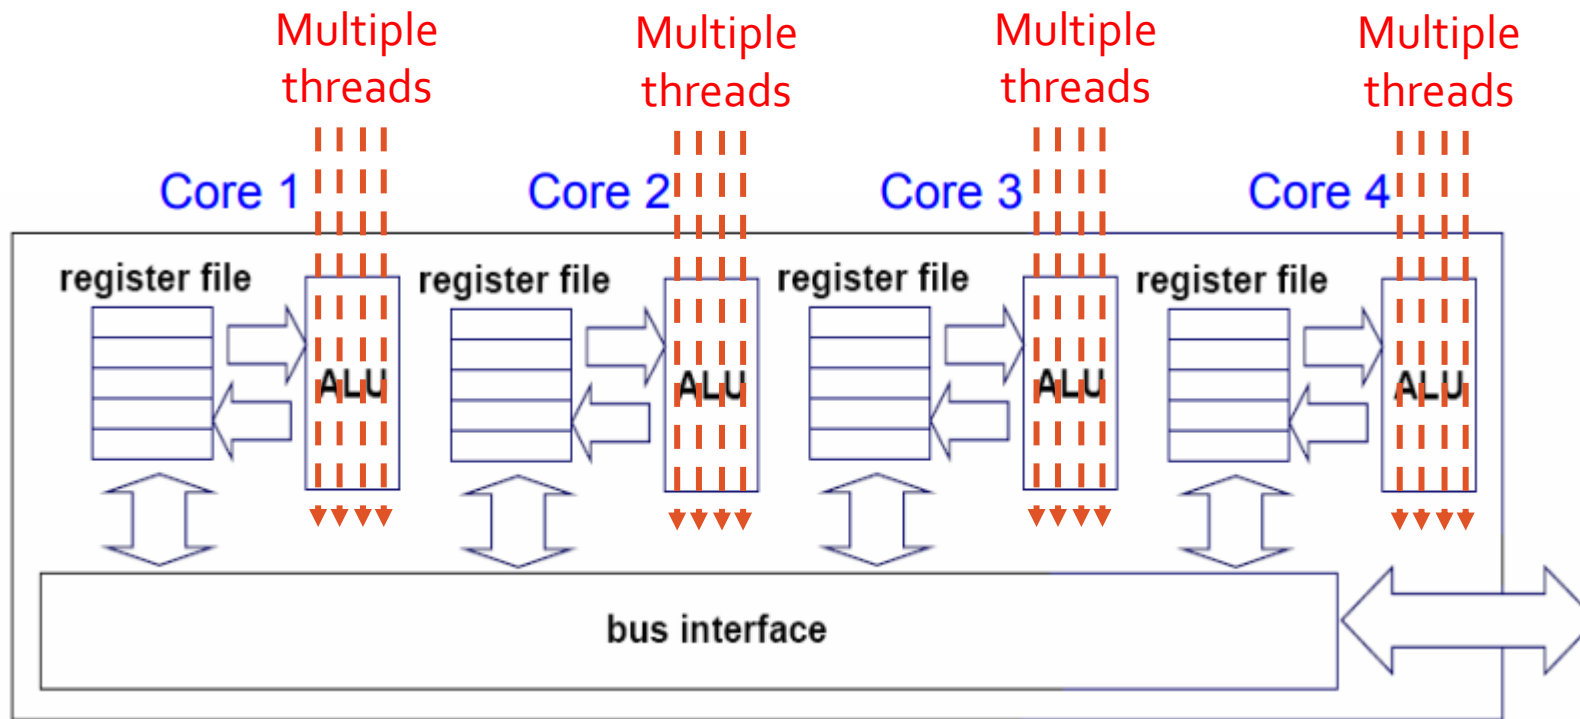 Multiple
threads
Multiple
threads
Multiple
threads
Multiple
threads
Core 1
Core 2
Core 3
Core 4
register file
register file
register file
register file
ALU
ALU
ALU
ALU
bus interface